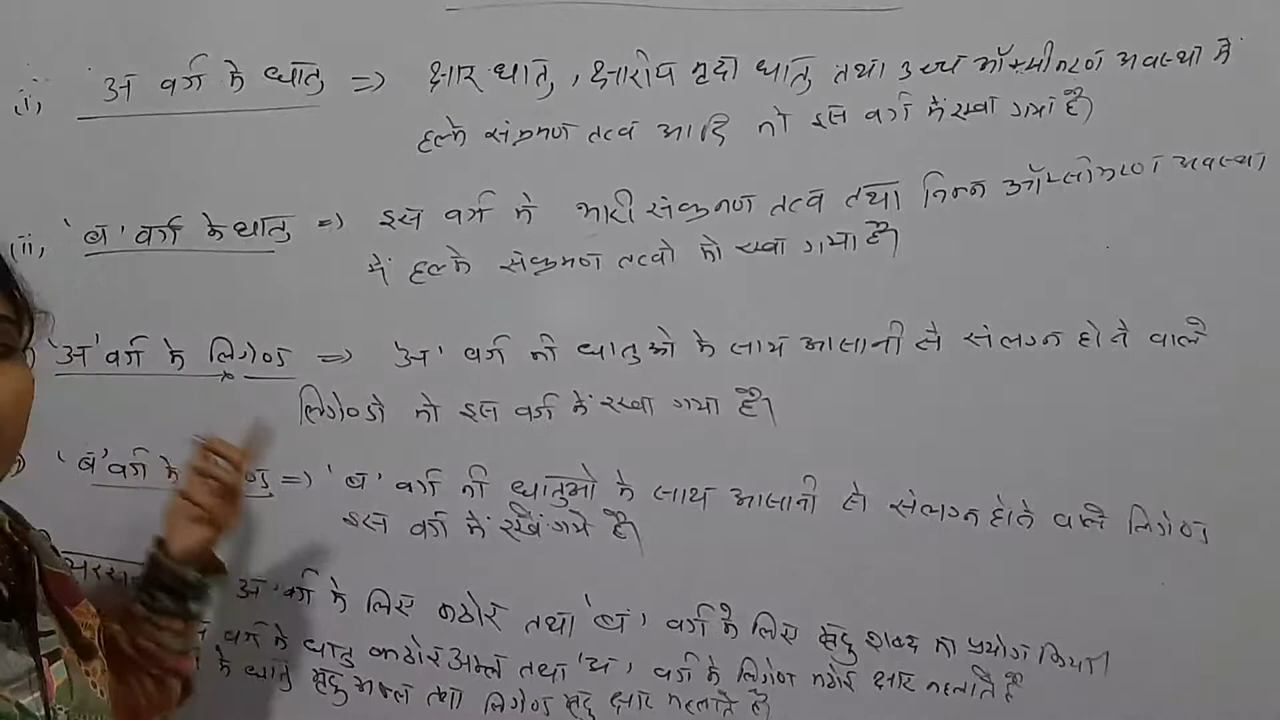 (i, अ वर्ग के धातु => क्षार धातु, क्षारीय मृदा धातु तथा उच्च ऑक्सीकरण अवस्था में
हल्के संक्रमण तत्व आदि को इस वर्ग में रखा गया है।
(ii, 'ब' वर्ग के धातु => इस वर्ग में भारी संक्रमण तत्व तथा निम्न ऑक्सीकरण अवस्था
में हल्के संक्रमण तत्वो को रखा गया है।
'अ' वर्ग के लिगेण्ड => 'अ' वर्ग की धातुओ के साथ आसानी से संलग्न होने वाले
लिगेण्डो को इस वर्ग में रखा गया है।
'ब' वर्ग के => 'ब' वर्ग की धातुओ के साथ आसानी से संलग्न होने वाले लिगेण्ड
इस वर्ग में रखे गये है।
अ' वर्ग के लिए कठोर तथा 'ब' वर्ग के लिए मृदु शब्द का प्रयोग किया।
वर्ग के धातु कठोर अम्ल तथा 'अ' वर्ग के लिगेण्ड कठोर क्षार कहलाते है
के धातु मृदु अम्ल तथा लिगेण्ड मृदु क्षार कहलाते है।